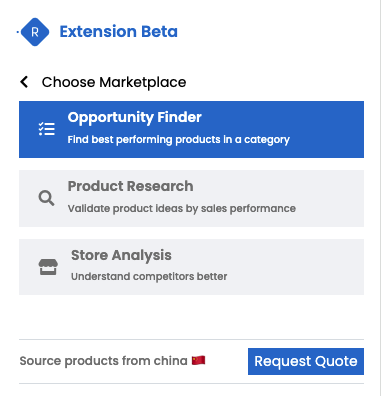 R Extension Beta
Choose Marketplace
Opportunity Finder
Find best performing products in a category
Product Research
Validate product ideas by sales performance
Store Analysis
Understand competitors better
Source products from china 🇨🇳 Request Quote